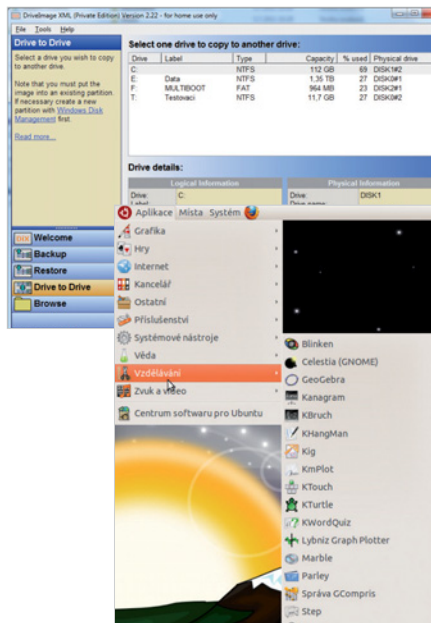 DriveImage XML (Private Edition) Version 2.22 - for home use only
File Tools Help
Drive to Drive
Select a drive you wish to copy
to another drive.
Note that you must put the
image into an existing partition.
If necessary create a new
partition with Windows Disk
Management first.
Read more...
Welcome
Backup
Restore
Drive to Drive
Browse
Select one drive to copy to another drive:
Drive Label Type Capacity % used Physical drive
C: NTFS 112 GB 69 DISK1#2
E: Data NTFS 1,35 TB 27 DISK0#1
F: MULTIBOOT FAT 964 MB 23 DISK2#1
T: Testovaci NTFS 11,7 GB 27 DISK0#2
Drive details:
Logical Information Physical Information
Drive: C: Drive: DISK1
Label: Drive name:
Aplikace Místa Systém
Grafika
Hry
Internet
Kancelář
Ostatní
Příslušenství
Systémové nástroje
Věda
Vzdělávání
Zvuk a video
Centrum softwaru pro Ubuntu
Blinken
Celestia (GNOME)
GeoGebra
Kanagram
KBruch
KHangMan
Kig
KmPlot
KTouch
KTurtle
KWordQuiz
Lybniz Graph Plotter
Marble
Parley
Správa GCompris
Step